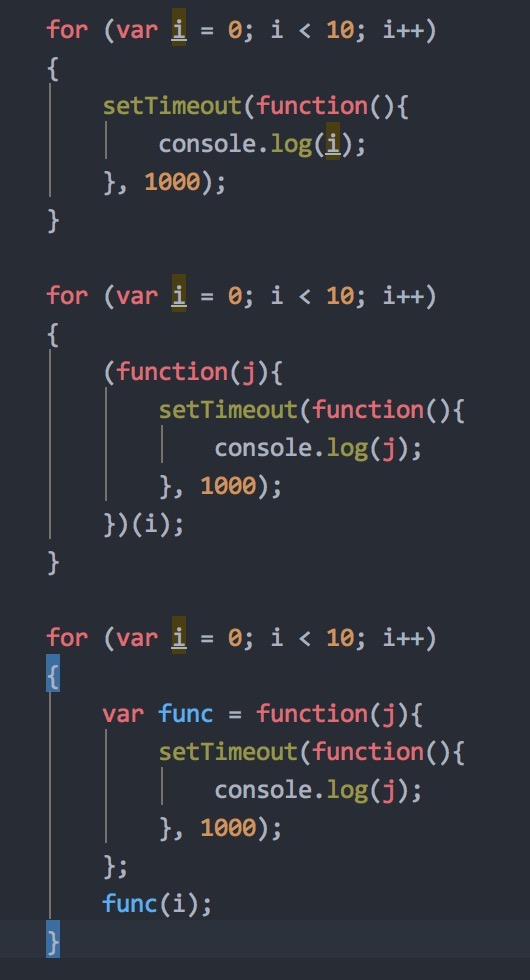 for (var i = 0; i < 10; i++)
{
    setTimeout(function(){
        console.log(i);
    }, 1000);
}

for (var i = 0; i < 10; i++)
{
    (function(j){
        setTimeout(function(){
            console.log(j);
        }, 1000);
    })(i);
}

for (var i = 0; i < 10; i++)
{
    var func = function(j){
        setTimeout(function(){
            console.log(j);
        }, 1000);
    };
    func(i);
}